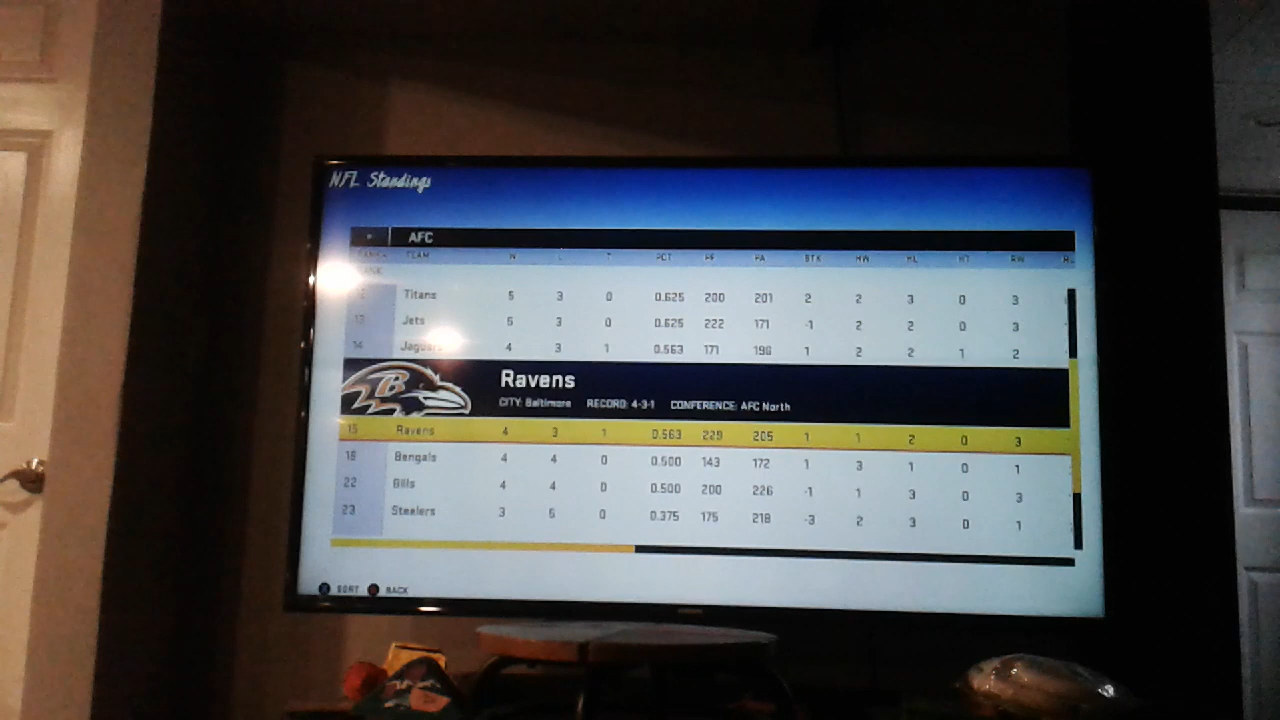 NFL Standings
AFC
TEAM W L T PCT PF PA STK HW HL HT RW
Titans 5 3 0 0.625 200 201 2 2 3 0 3
13 Jets 5 3 0 0.625 222 171 -1 2 2 0 3
14 Jaguars 4 3 1 0.563 171 196 1 2 2 1 2
Ravens
CITY: Baltimore RECORD: 4-3-1 CONFERENCE: AFC North
15 Ravens 4 3 1 0.563 229 205 1 1 2 0 3
Bengals 4 4 0 0.500 143 172 1 3 1 0 1
22 Bills 4 4 0 0.500 200 226 -1 1 3 0 3
23 Steelers 3 5 0 0.375 175 218 -3 2 3 0 1
SORT BACK